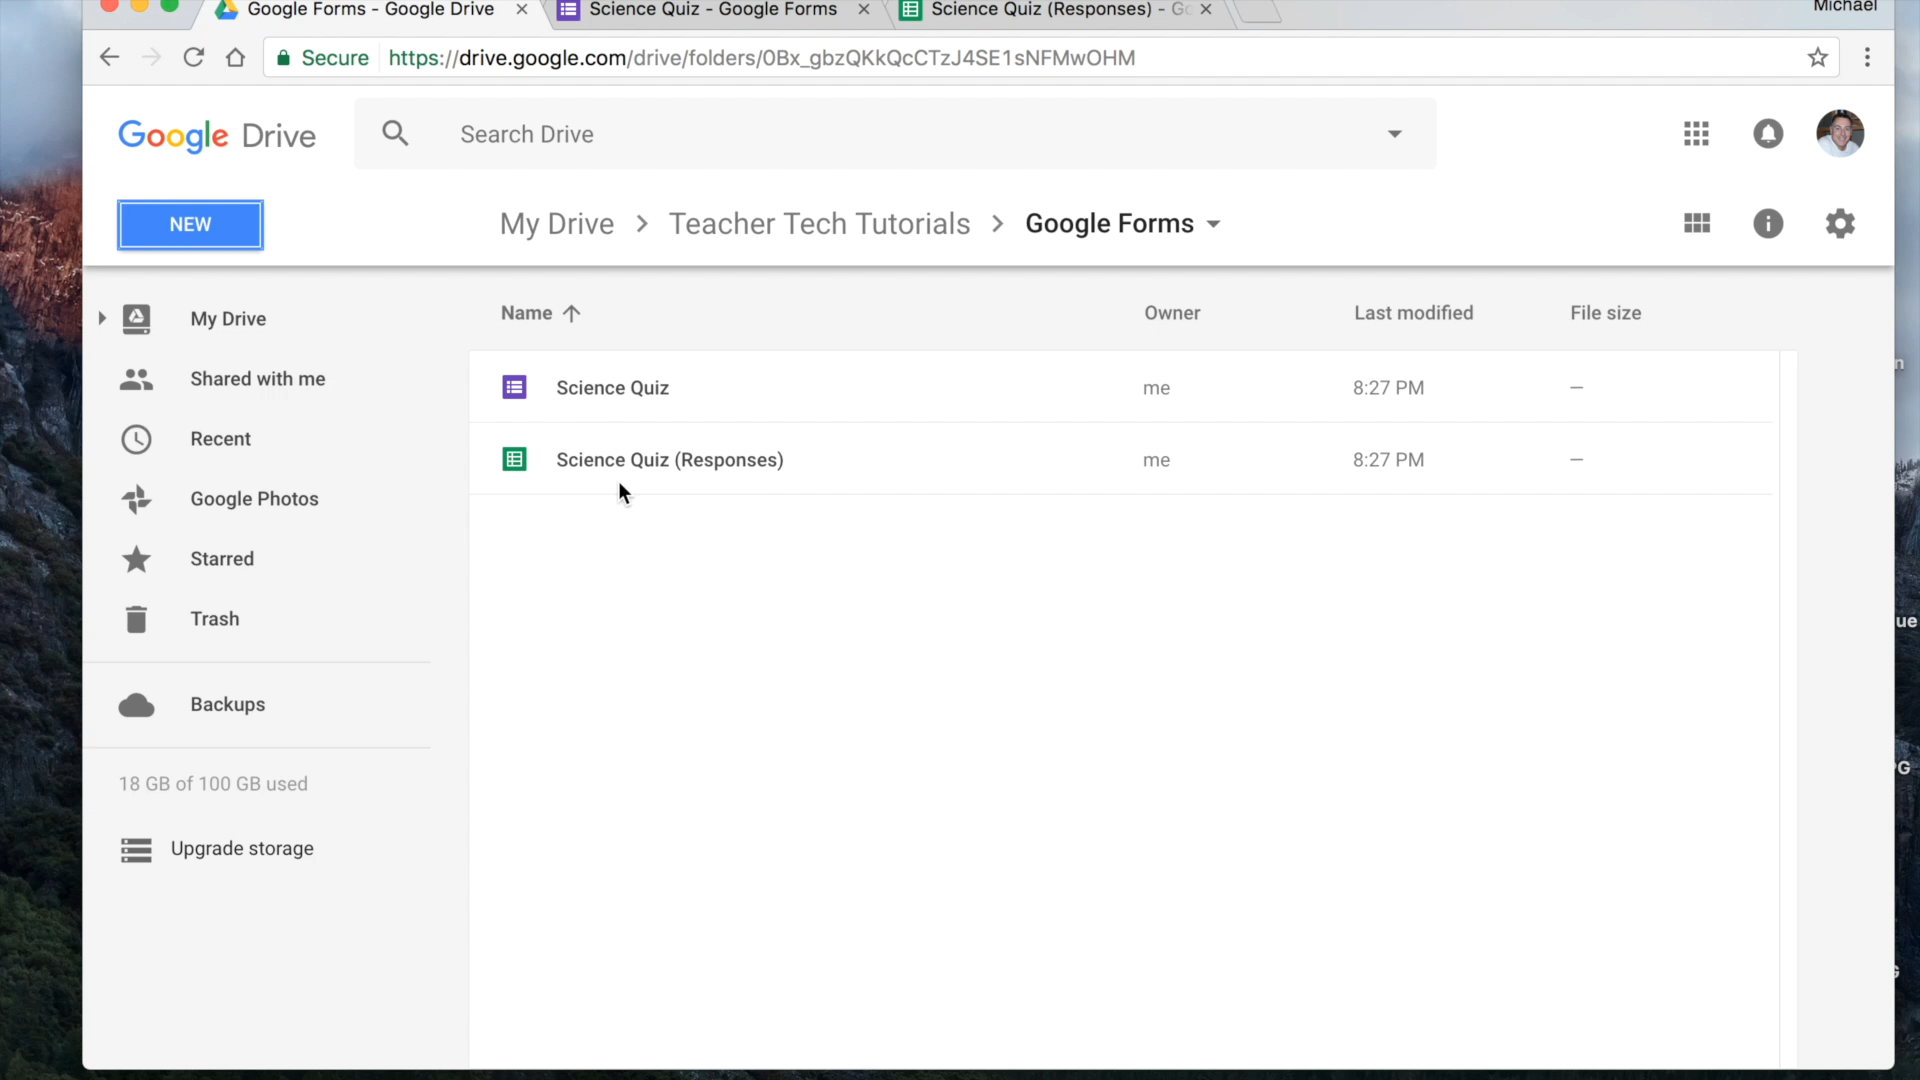 Michael
Google Forms - Google Drive
Science Quiz - Google Forms
Science Quiz (Responses) - Go
Secure https://drive.google.com/drive/folders/0Bx_gbzQKkQcCTzJ4SE1sNFMwOHM
Google Drive
Search Drive
NEW
My Drive > Teacher Tech Tutorials > Google Forms
Name Owner Last modified File size
Science Quiz me 8:27 PM –
Science Quiz (Responses) me 8:27 PM –
My Drive
Shared with me
Recent
Google Photos
Starred
Trash
Backups
18 GB of 100 GB used
Upgrade storage
ue